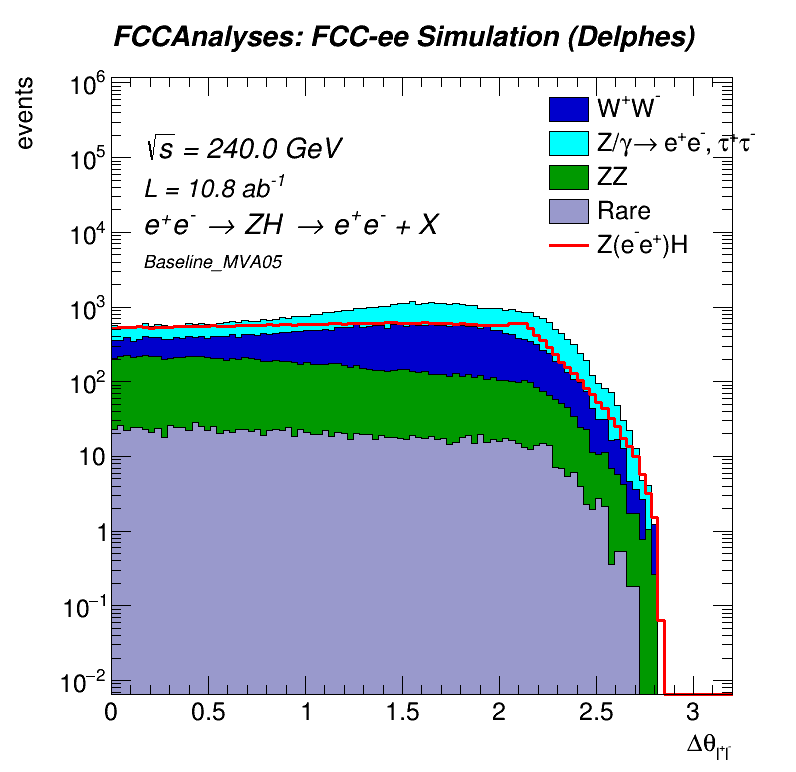 FCCAnalyses: FCC-ee Simulation (Delphes)
events
10⁶
10⁵
10⁴
10³
10²
10
1
10⁻¹
10⁻²
√s = 240.0 GeV
L = 10.8 ab⁻¹
e⁺e⁻ → ZH → e⁺e⁻ + X
Baseline_MVA05
W⁺W⁻
Z/γ→ e⁺e⁻, τ⁺τ⁻
ZZ
Rare
Z(e⁻e⁺)H
0 0.5 1 1.5 2 2.5 3
Δθ_l⁺l⁻